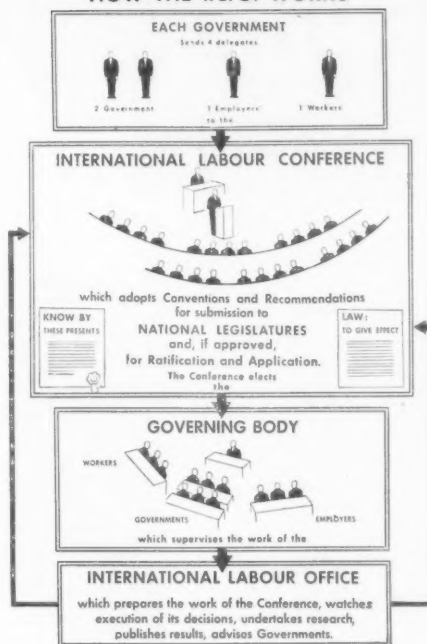 HOW THE I.L.O. WORKS
EACH GOVERNMENT
Sends 4 delegates
2 Government 1 Employers 1 Workers
to the
INTERNATIONAL LABOUR CONFERENCE
which adopts Conventions and Recommendations
for submission to
KNOW BY
THESE PRESENTS
NATIONAL LEGISLATURES
and, if approved,
for Ratification and Application.
LAW:
TO GIVE EFFECT
The Conference elects
the
GOVERNING BODY
WORKERS
GOVERNMENTS
EMPLOYERS
which supervises the work of the
INTERNATIONAL LABOUR OFFICE
which prepares the work of the Conference, watches
execution of its decisions, undertakes research,
publishes results, advises Governments.